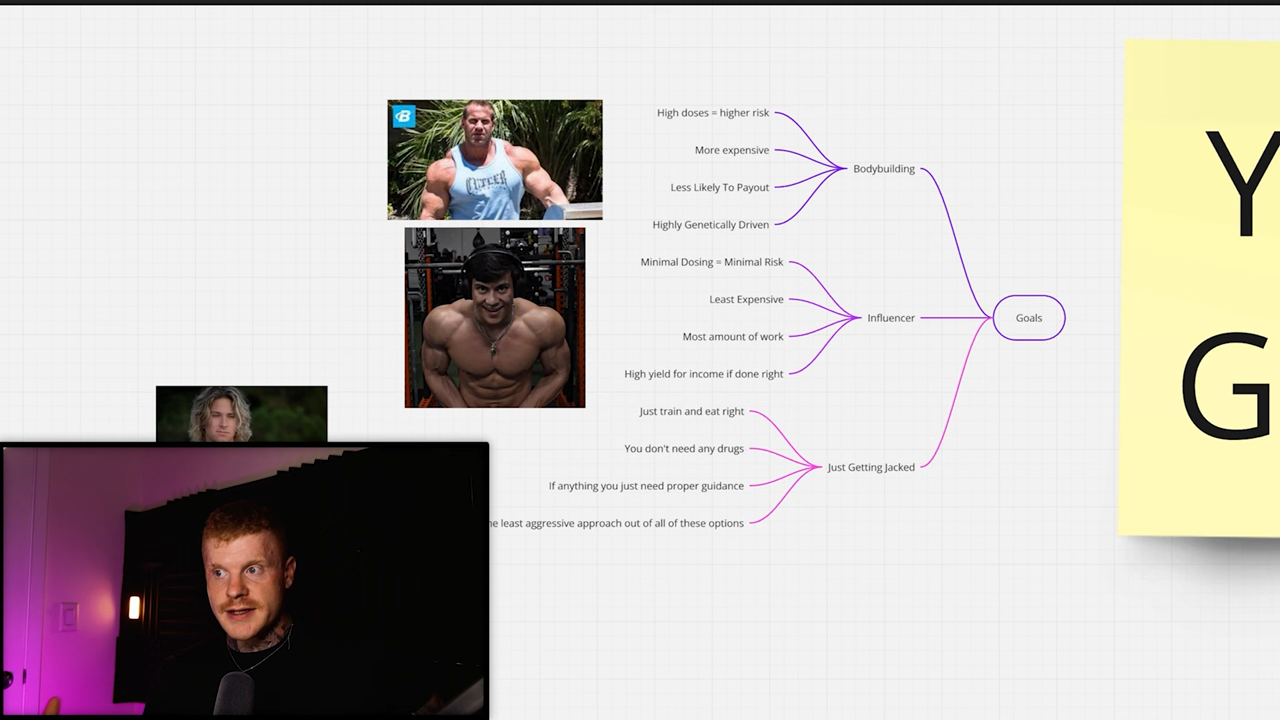 High doses = higher risk
More expensive
Less Likely To Payout
Highly Genetically Driven
Bodybuilding
Minimal Dosing = Minimal Risk
Least Expensive
Most amount of work
High yield for income if done right
Influencer
Goals
Just train and eat right
You don't need any drugs
If anything you just need proper guidance
least aggressive approach out of all of these options
Just Getting Jacked
B
CUTLER
Y
G